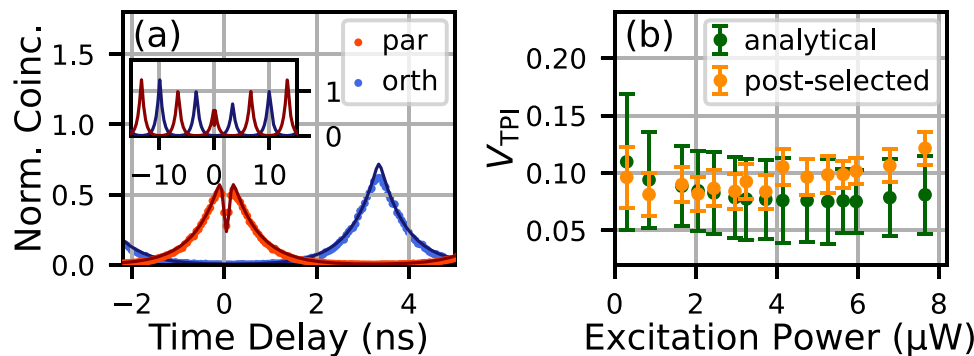 (a)
par
orth
Norm. Coinc.
1.5
1.0
0.5
0.0
1
0
−10
0
10
−2
0
2
4
Time Delay (ns)
(b)
analytical
post-selected
V_TPI
0.20
0.15
0.10
0.05
0
2
4
6
8
Excitation Power (μW)